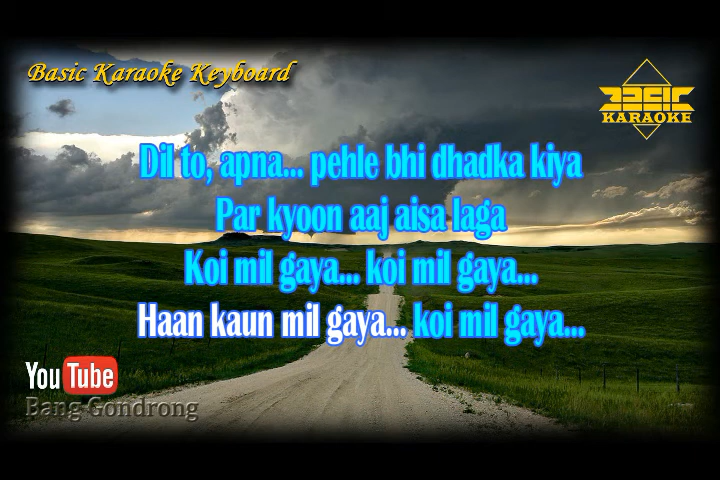 Basic Karaoke Keyboard
BASIC
KARAOKE
Dil to, apna... pehle bhi dhadka kiya
Par kyoon aaj aisa laga
Koi mil gaya... koi mil gaya...
Haan kaun mil gaya... koi mil gaya...
YouTube
Bang Gondrong